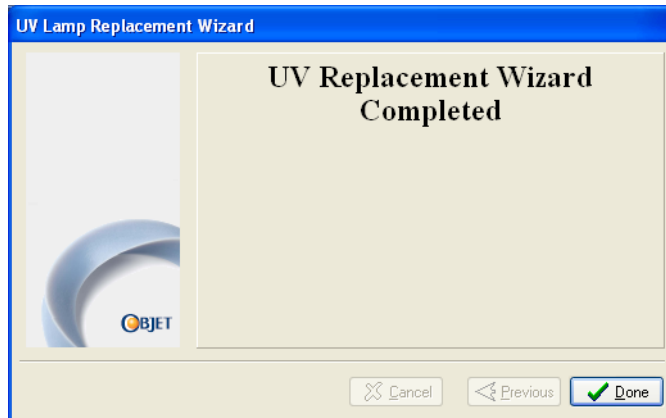 UV Lamp Replacement Wizard
UV Replacement Wizard
Completed
OBJET
Cancel
Previous
Done